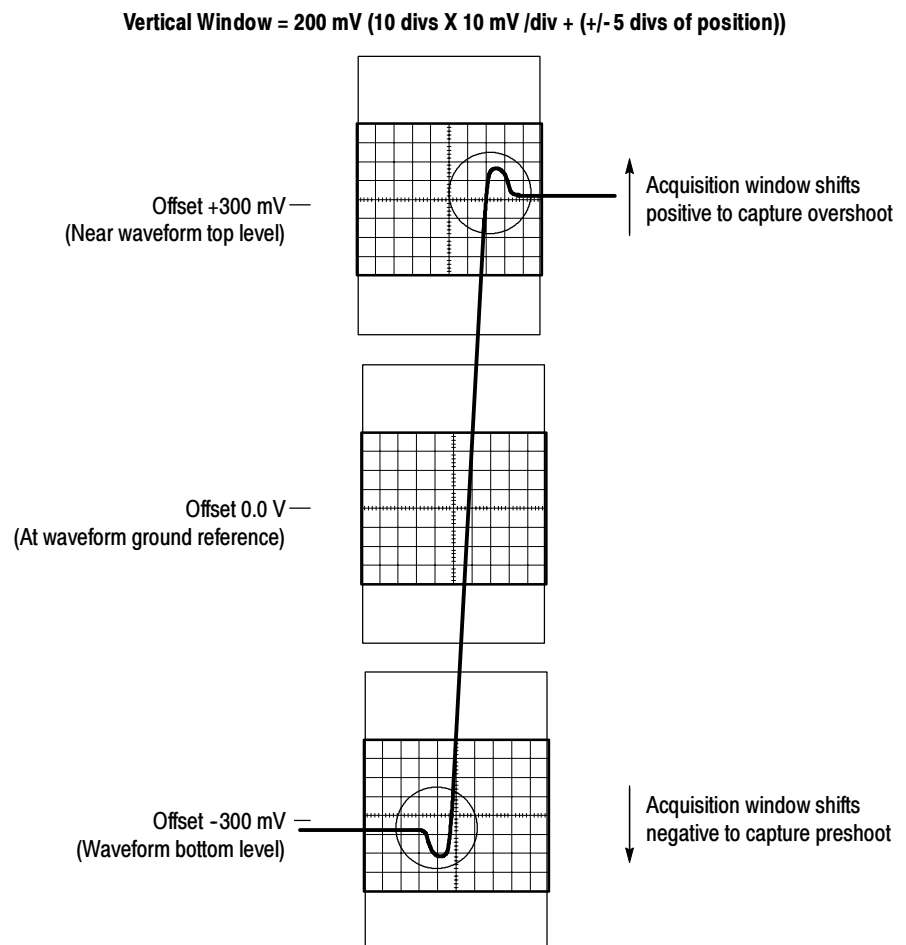 Vertical Window = 200 mV (10 divs X 10 mV /div + (+/- 5 divs of position))
Offset +300 mV
(Near waveform top level)
Acquisition window shifts
positive to capture overshoot
Offset 0.0 V
(At waveform ground reference)
Offset -300 mV
(Waveform bottom level)
Acquisition window shifts
negative to capture preshoot